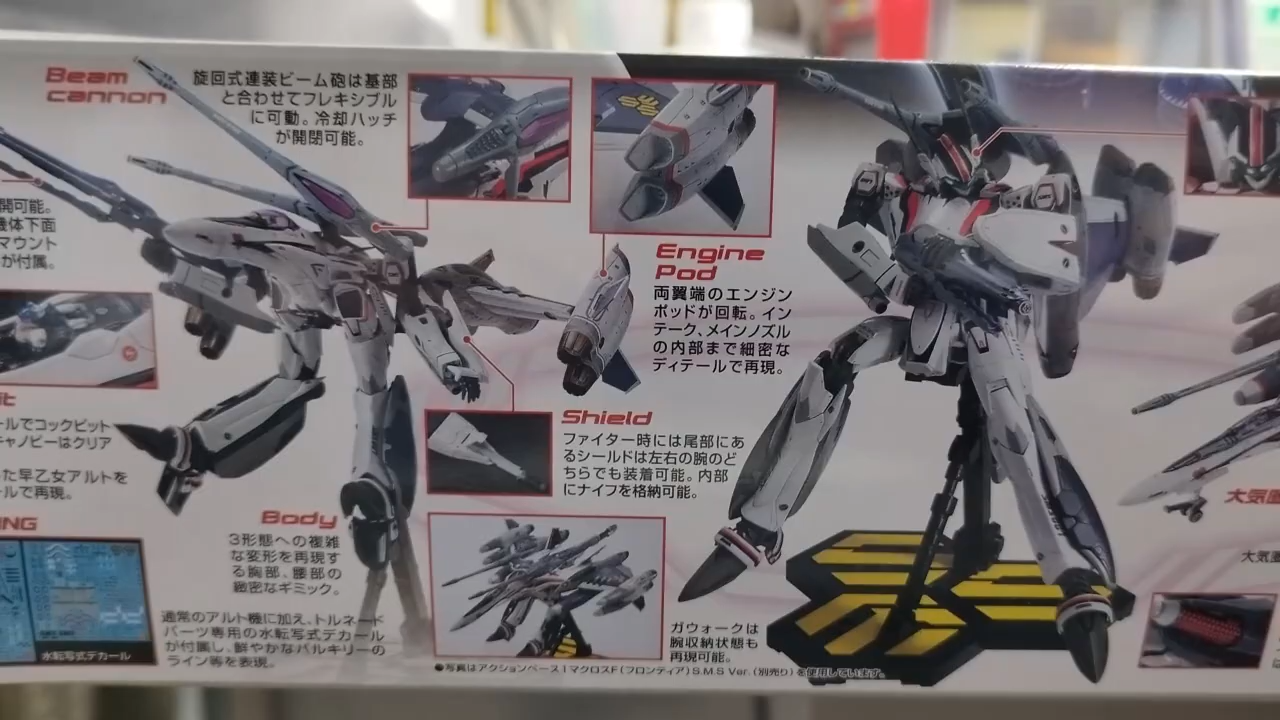 Beam
cannon
旋回式連装ビーム砲は基部
と合わせてフレキシブル
に可動。冷却ハッチ
が開閉可能。
開可能。
機体下面
マウント
が付属。
ールでコックピット
キャノピーはクリア
た早乙女アルトを
ールで再現。
Engine
Pod
両翼端のエンジン
ポッドが回転。イン
テーク、メインノズル
の内部まで細密な
ディテールで再現。
Shield
ファイター時には尾部にあ
るシールドは左右の腕のど
ちらでも装着可能。内部
にナイフを格納可能。
Body
3形態への複雑
な変形を再現す
る胸部、腰部の
緻密なギミック。
ING
水転写式デカール
通常のアルト機に加え、トルネード
パーツ専用の水転写式デカール
が付属し、鮮やかなバルキリーの
ライン等を表現。
ガウォークは
腕収納状態も
再現可能。
●写真はアクションベース1マクロスF(フロンティア)S.M.S Ver.(別売り)を使用しています。
大気圏
大気圏